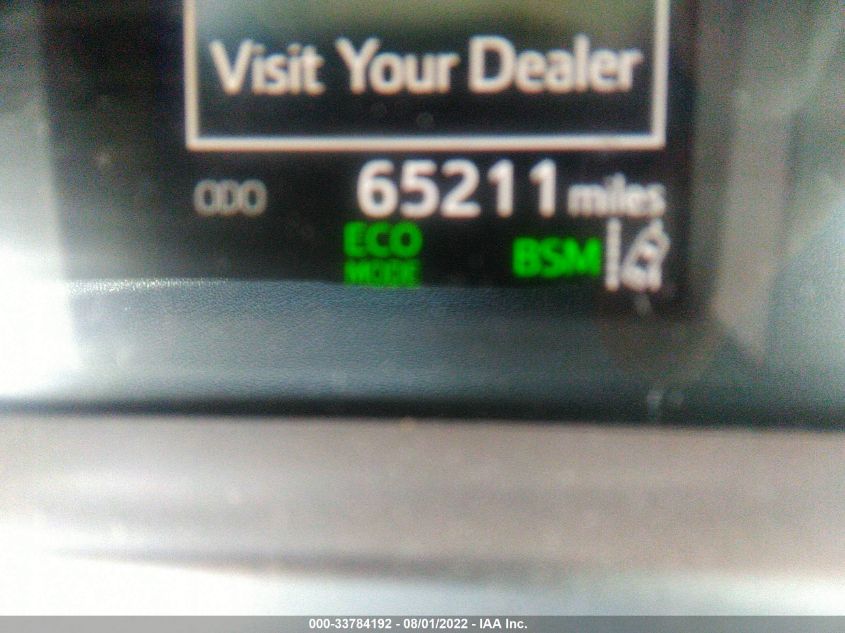 Visit Your Dealer
ODO 65211 miles
ECO BSM
MODE
000-33784192 - 08/01/2022 - IAA Inc.